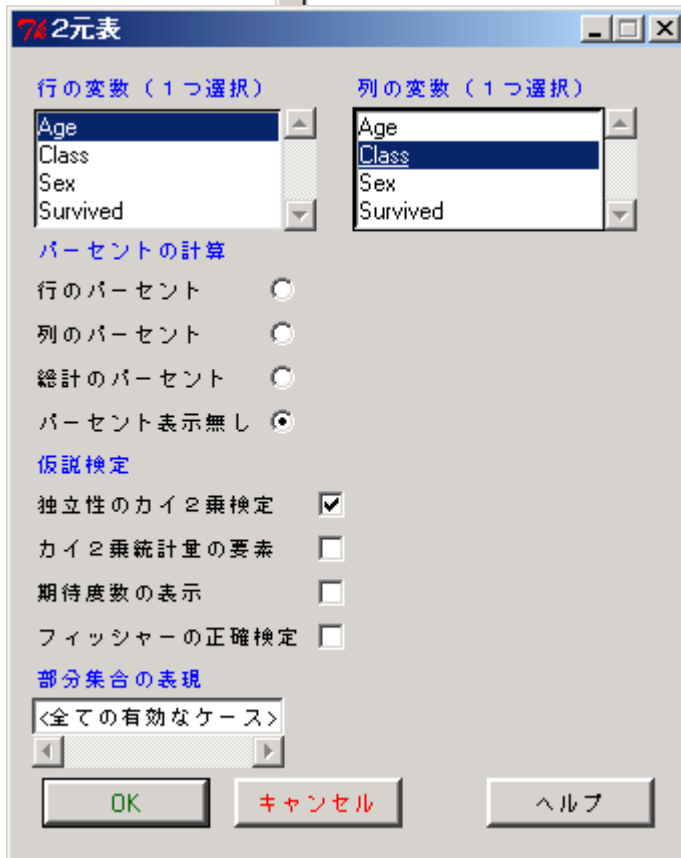 2元表
行の変数（1つ選択） 列の変数（1つ選択）
Age Age
Class Class
Sex Sex
Survived Survived
パーセントの計算
行のパーセント
列のパーセント
総計のパーセント
パーセント表示無し
仮説検定
独立性のカイ２乗検定
カイ２乗統計量の要素
期待度数の表示
フィッシャーの正確検定
部分集合の表現
<全ての有効なケース>
OK キャンセル ヘルプ